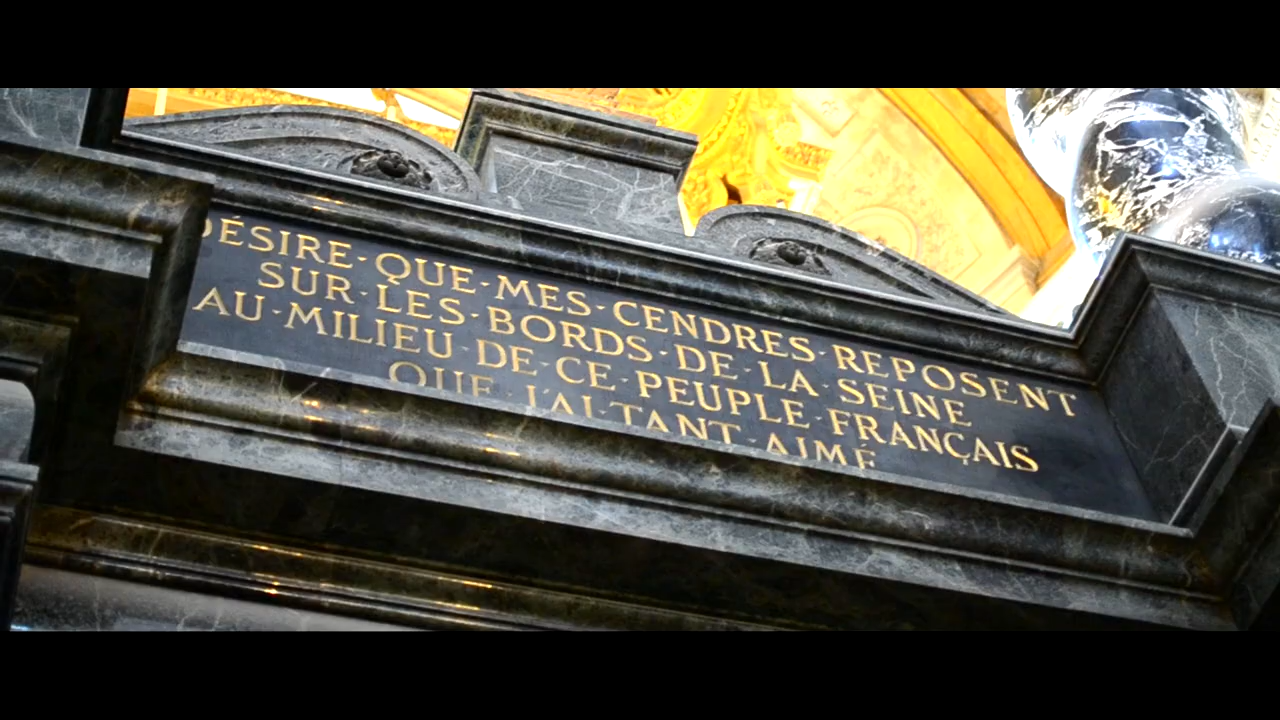 DÉSIRE·QUE·MES·CENDRES·REPOSENT
SUR·LES·BORDS·DE·LA·SEINE
AU·MILIEU·DE·CE·PEUPLE·FRANÇAIS
QUE J'AI·TANT·AIMÉ